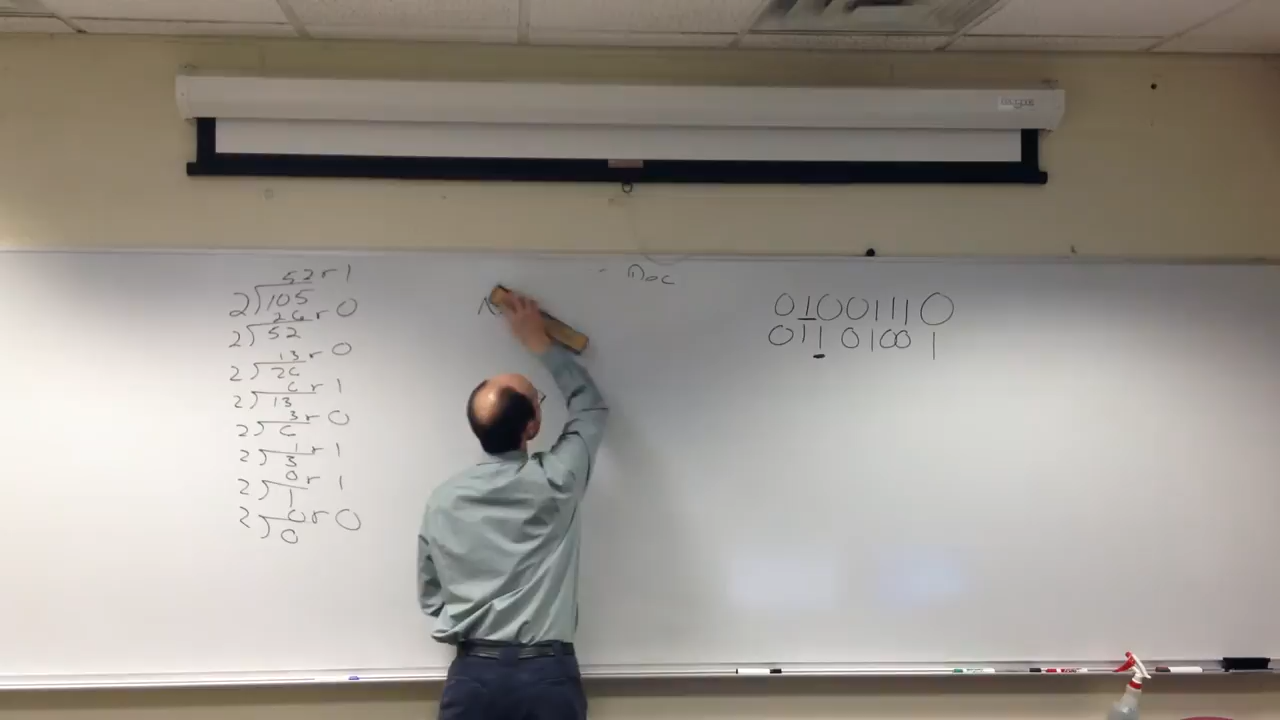 52 r 1
2)105
26 r 0
2)52
13 r 0
2)26
6 r 1
2)13
3 r 0
2)6
1 r 1
2)3
0 r 1
2)1
0 r 0
2)0
- Doc
01001110
01101001